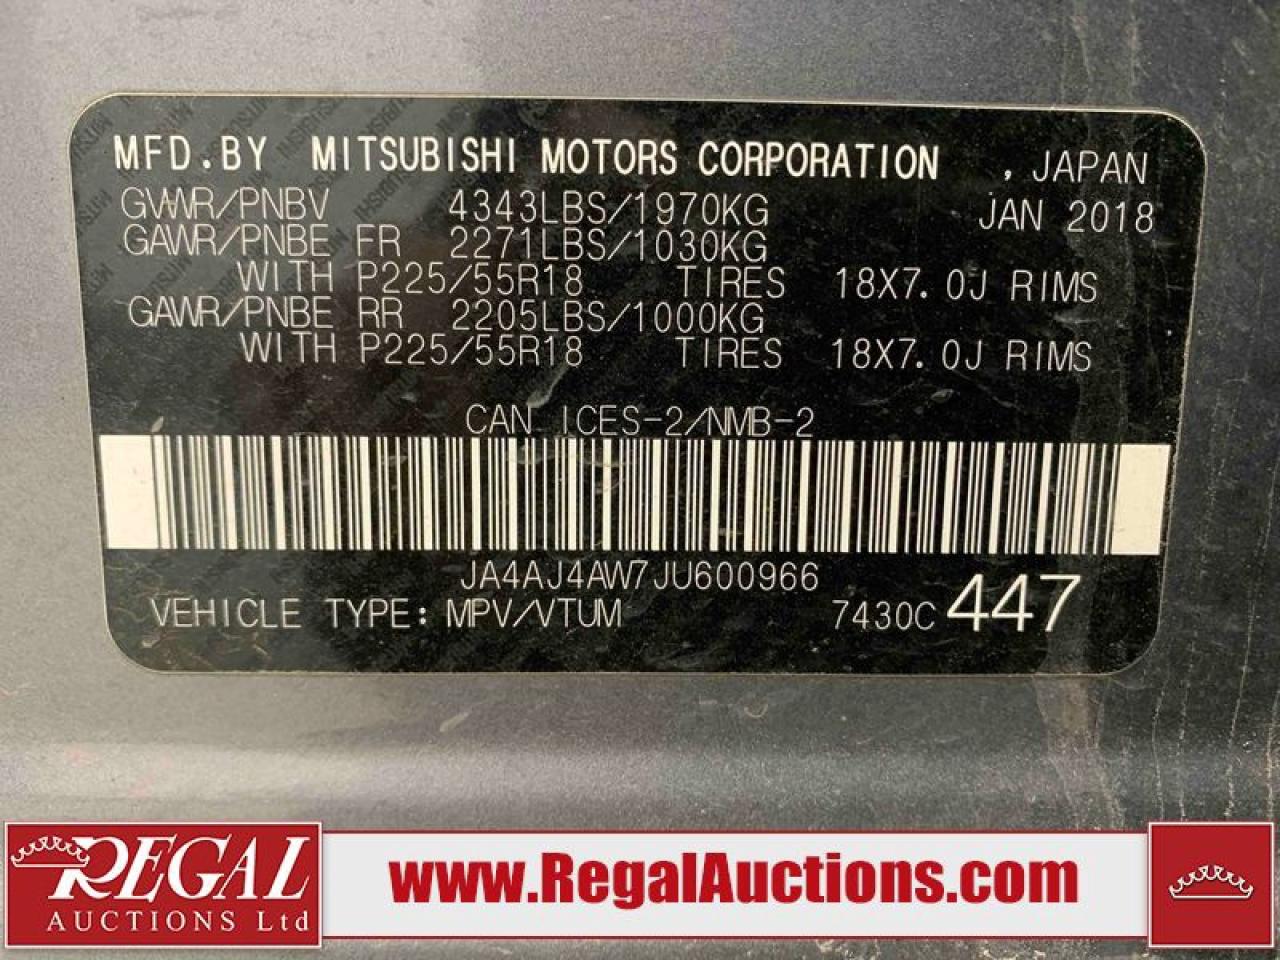 MFD.BY MITSUBISHI MOTORS CORPORATION , JAPAN
GVWR/PNBV 4343LBS/1970KG JAN 2018
GAWR/PNBE FR 2271LBS/1030KG
WITH P225/55R18 TIRES 18X7.0J RIMS
GAWR/PNBE RR 2205LBS/1000KG
WITH P225/55R18 TIRES 18X7.0J RIMS
CAN ICES-2/NMB-2
JA4AJ4AW7JU600966
VEHICLE TYPE: MPV/VTUM 7430C 447
REGAL
AUCTIONS Ltd
www.RegalAuctions.com